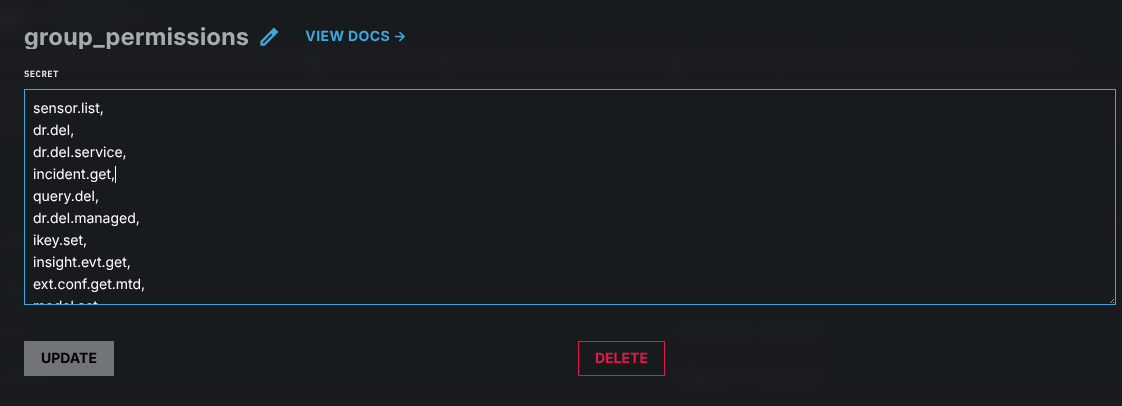 group_permissions
VIEW DOCS →
SECRET
sensor.list,
dr.del,
dr.del.service,
incident.get,
query.del,
dr.del.managed,
ikey.set,
insight.evt.get,
ext.conf.get.mtd,
UPDATE
DELETE